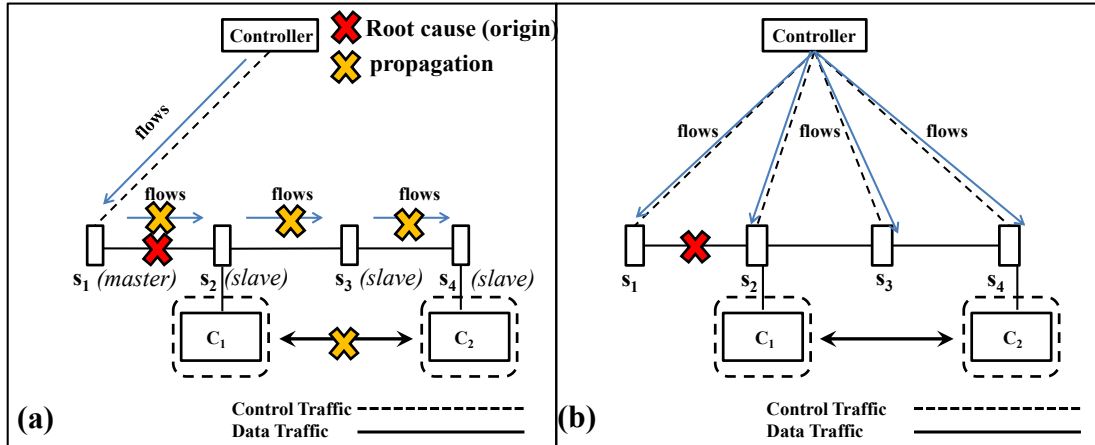 Controller
Root cause (origin)
propagation
flows
flows
flows
flows
s1 (master)
s2 (slave)
s3 (slave)
s4 (slave)
C1
C2
(a)
Control Traffic
Data Traffic
Controller
flows
flows
flows
s1
s2
s3
s4
C1
C2
(b)
Control Traffic
Data Traffic